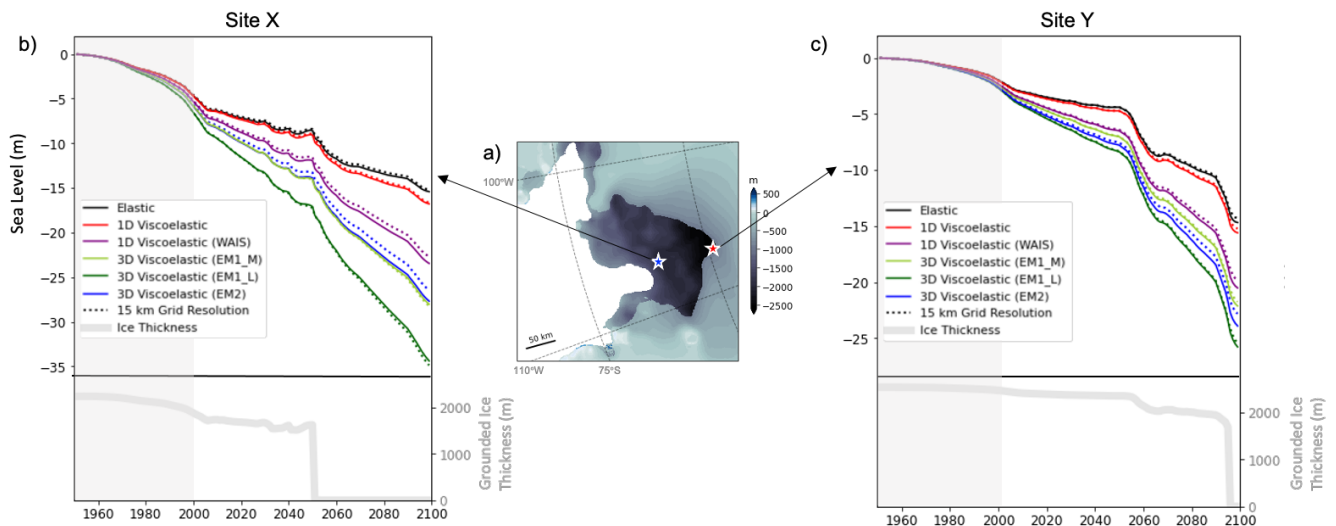 Site X
Site Y
b)
c)
a)
Sea Level (m)
0
−5
−10
−15
−20
−25
−30
−35
Elastic
1D Viscoelastic
1D Viscoelastic (WAIS)
3D Viscoelastic (EM1_M)
3D Viscoelastic (EM1_L)
3D Viscoelastic (EM2)
15 km Grid Resolution
Ice Thickness
2000
1000
0
Grounded Ice
Thickness (m)
1960 1980 2000 2020 2040 2060 2080 2100
100°W
110°W
75°S
50 km
m
500
0
−500
−1000
−1500
−2000
−2500
0
−5
−10
−15
−20
−25
Elastic
1D Viscoelastic
1D Viscoelastic (WAIS)
3D Viscoelastic (EM1_M)
3D Viscoelastic (EM1_L)
3D Viscoelastic (EM2)
15 km Grid Resolution
Ice Thickness
2000
1000
0
Grounded Ice
Thickness (m)
1960 1980 2000 2020 2040 2060 2080 2100